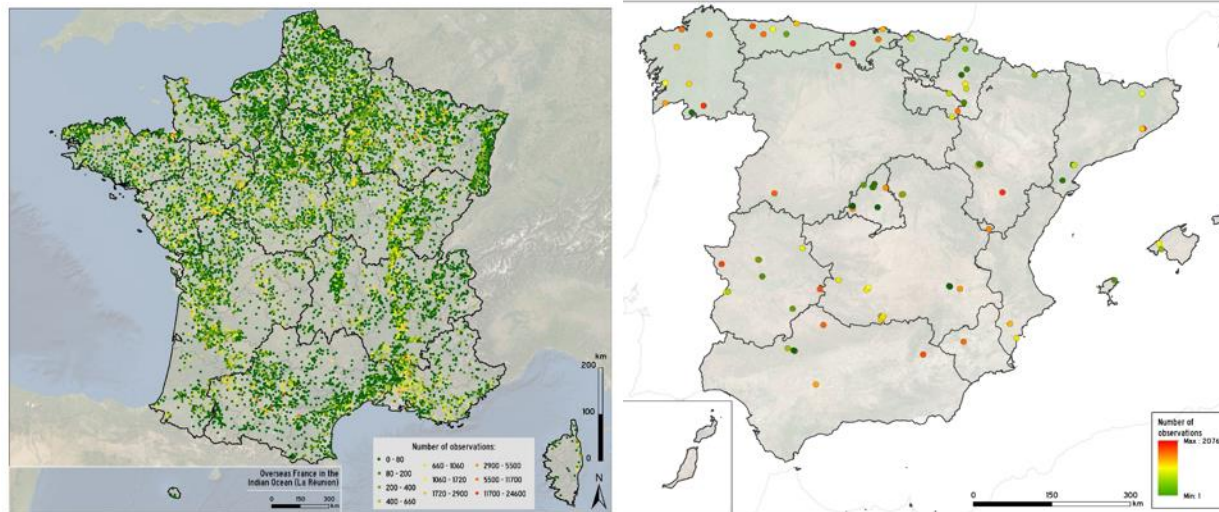 200
km
100
0
N
Number of observations:
0 - 80
80 - 200
200 - 400
400 - 660
660 - 1060
1060 - 1720
1720 - 2900
2900 - 5500
5500 - 11700
11700 - 24600
Overseas France in the
Indian Ocean (La Réunion)
0 150 300
km
Number of
observations
Max : 2076
Min: 1
0 150 300
km